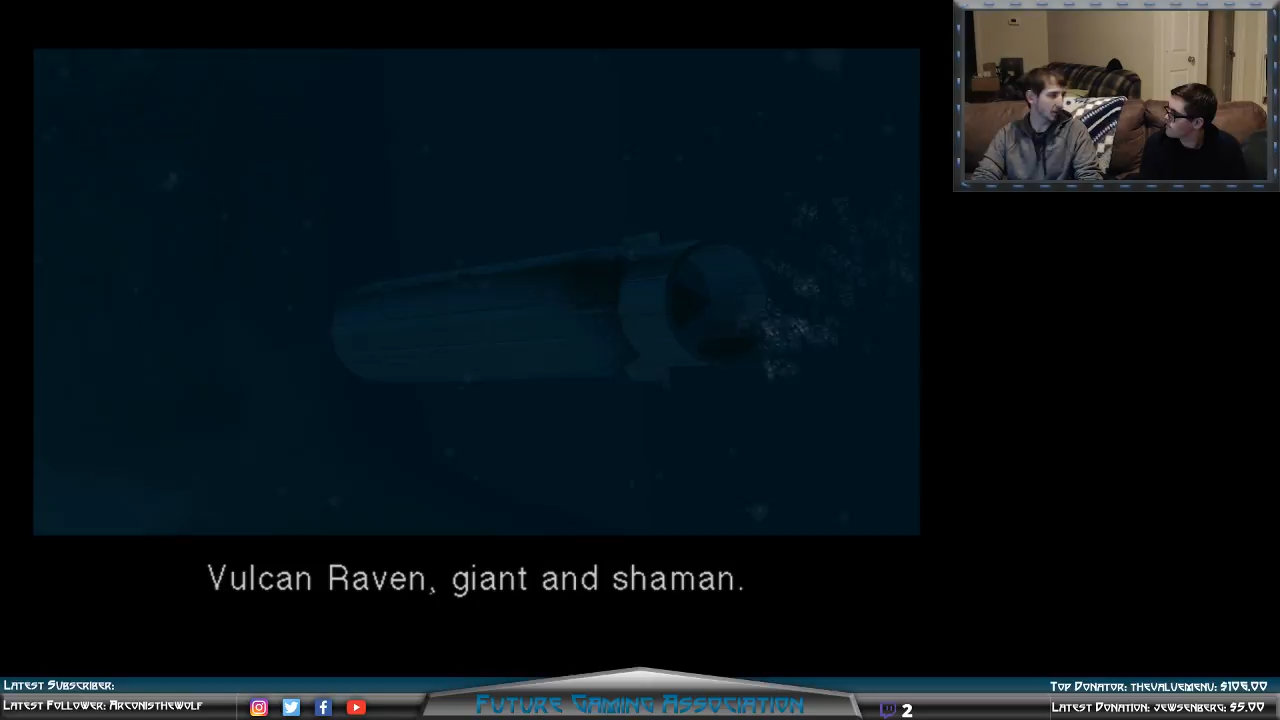 Vulcan Raven, giant and shaman.
Latest Subscriber:
Top Donator: thevaluemenu: $106.00
Latest Follower: Arconisthewolf
Future Gaming Association
2
Latest Donation: jewsenberg: $5.00